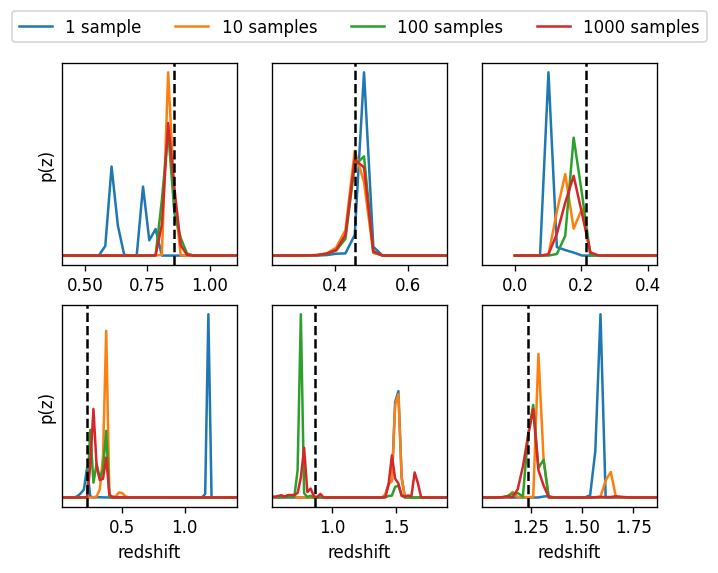 1 sample 10 samples 100 samples 1000 samples
p(z)
0.50 0.75 1.00 0.4 0.6 0.0 0.2 0.4
p(z)
0.5 1.0 1.0 1.5 1.25 1.50 1.75
redshift redshift redshift